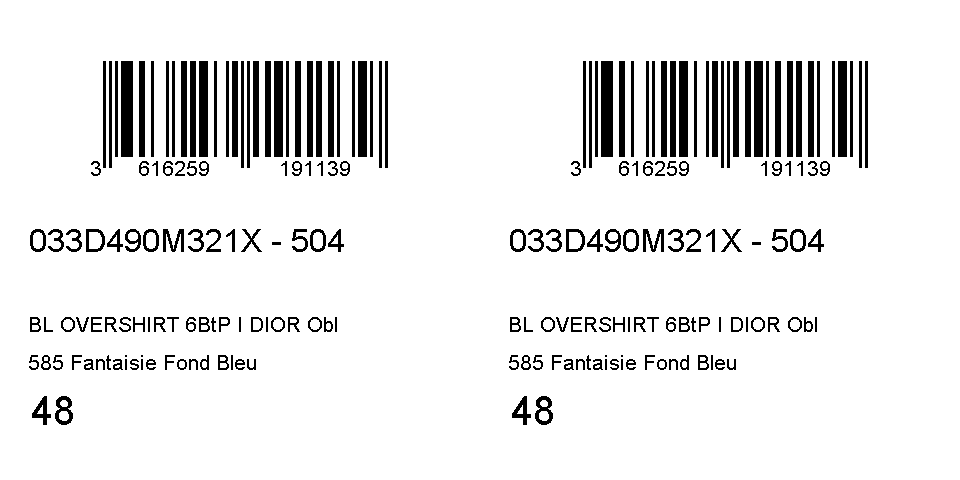 3 616259 191139
033D490M321X - 504
BL OVERSHIRT 6BtP I DIOR Obl
585 Fantaisie Fond Bleu
48
3 616259 191139
033D490M321X - 504
BL OVERSHIRT 6BtP I DIOR Obl
585 Fantaisie Fond Bleu
48